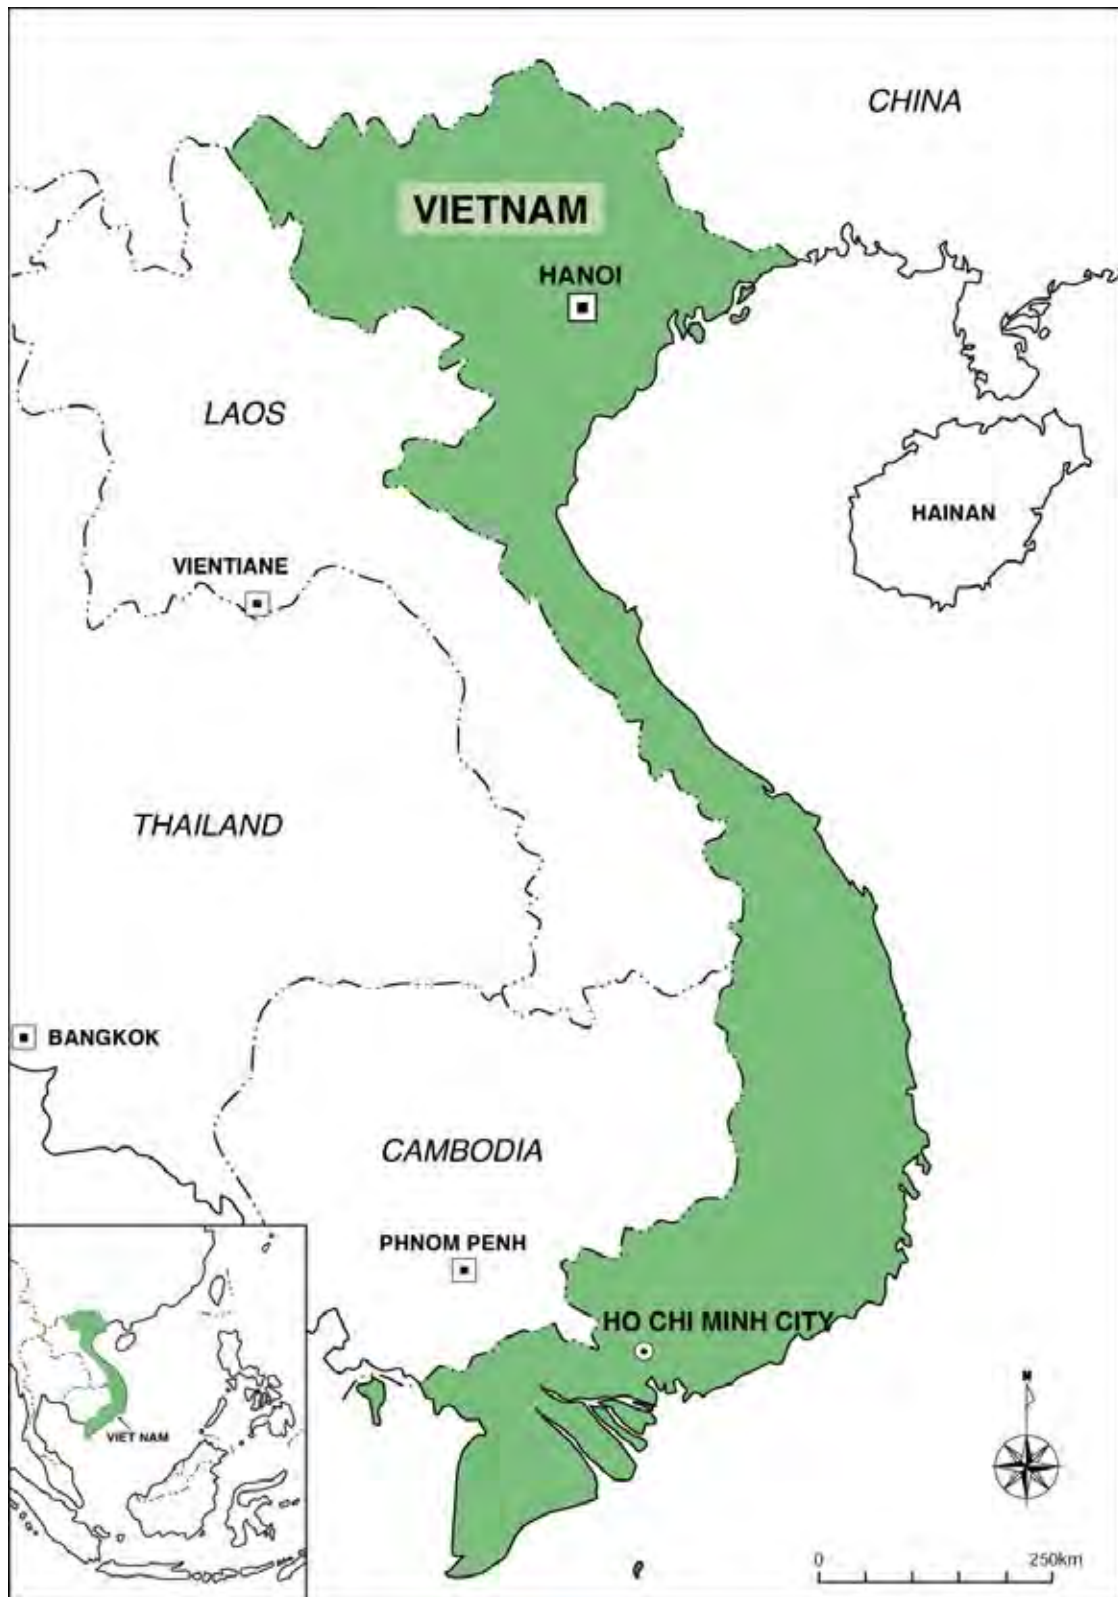 CHINA
VIETNAM
HANOI
LAOS
HAINAN
VIENTIANE
THAILAND
BANGKOK
CAMBODIA
PHNOM PENH
HO CHI MINH CITY
VIET NAM
N
0 250km